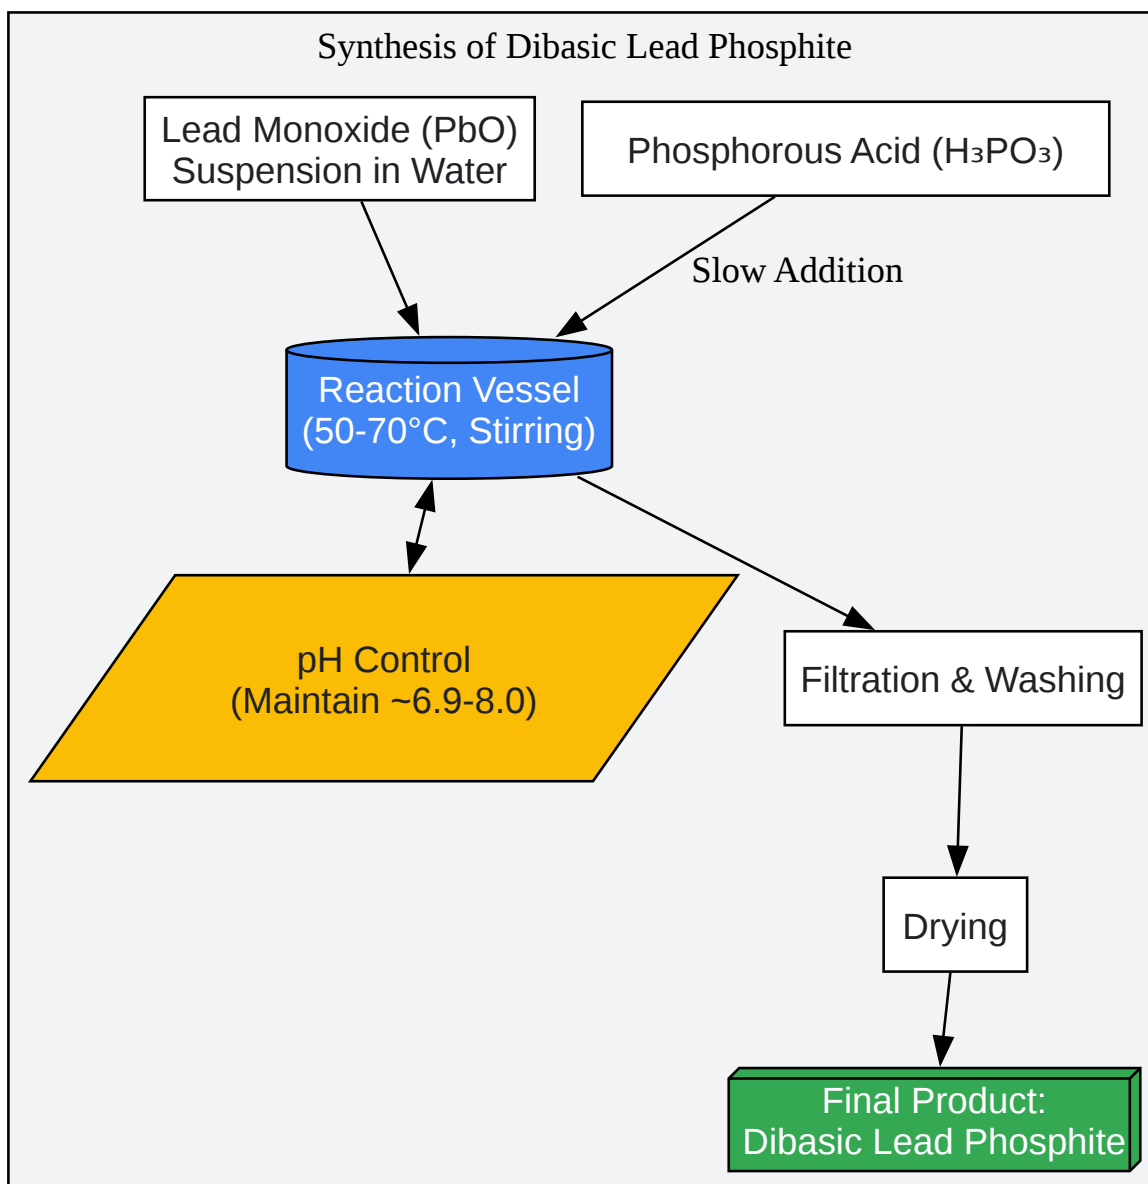 Synthesis of Dibasic Lead Phosphite
Lead Monoxide (PbO)
Suspension in Water
Phosphorous Acid (H₃PO₃)
Slow Addition
Reaction Vessel
(50-70°C, Stirring)
pH Control
(Maintain ~6.9-8.0)
Filtration & Washing
Drying
Final Product:
Dibasic Lead Phosphite